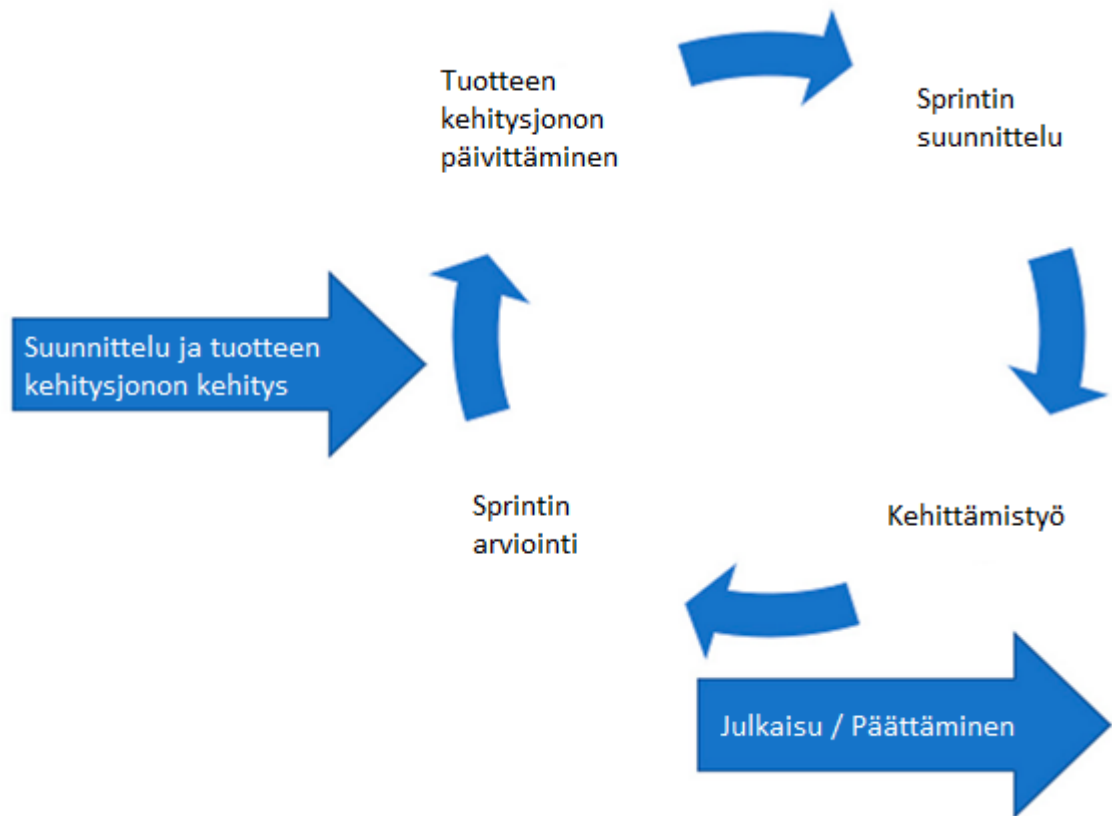 Tuotteen
kehitysjonon
päivittäminen
Sprintin
suunnittelu
Suunnittelu ja tuotteen
kehitysjonon kehitys
Sprintin
arviointi
Kehittämistyö
Julkaisu / Päättäminen